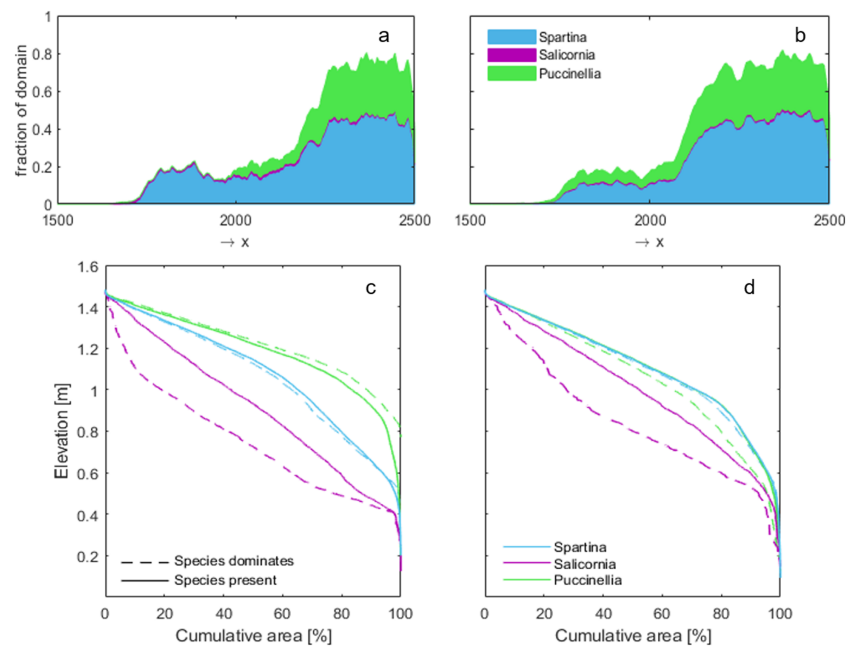 a
1
0.8
0.6
0.4
0.2
0
fraction of domain
1500 2000 2500
→ x
b
Spartina
Salicornia
Puccinellia
1500 2000 2500
→ x
c
1.6
1.4
1.2
1
0.8
0.6
0.4
0.2
Elevation [m]
Species dominates
Species present
0 20 40 60 80 100
Cumulative area [%]
d
Spartina
Salicornia
Puccinellia
0 20 40 60 80 100
Cumulative area [%]